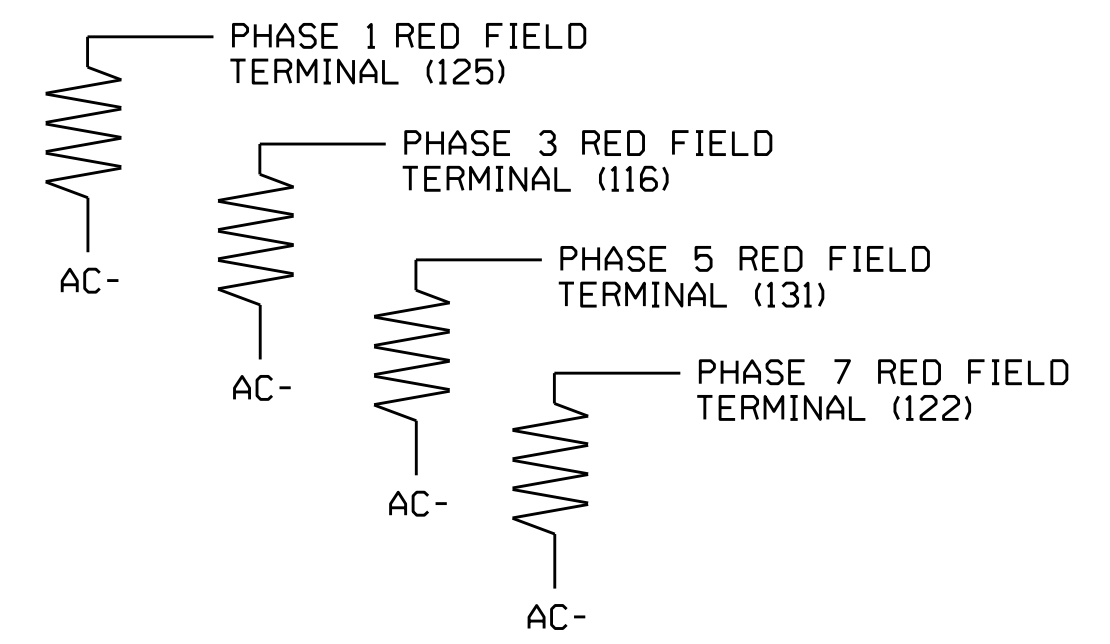 PHASE 1 RED FIELD
TERMINAL (125)
AC-
PHASE 3 RED FIELD
TERMINAL (116)
AC-
PHASE 5 RED FIELD
TERMINAL (131)
AC-
PHASE 7 RED FIELD
TERMINAL (122)
AC-